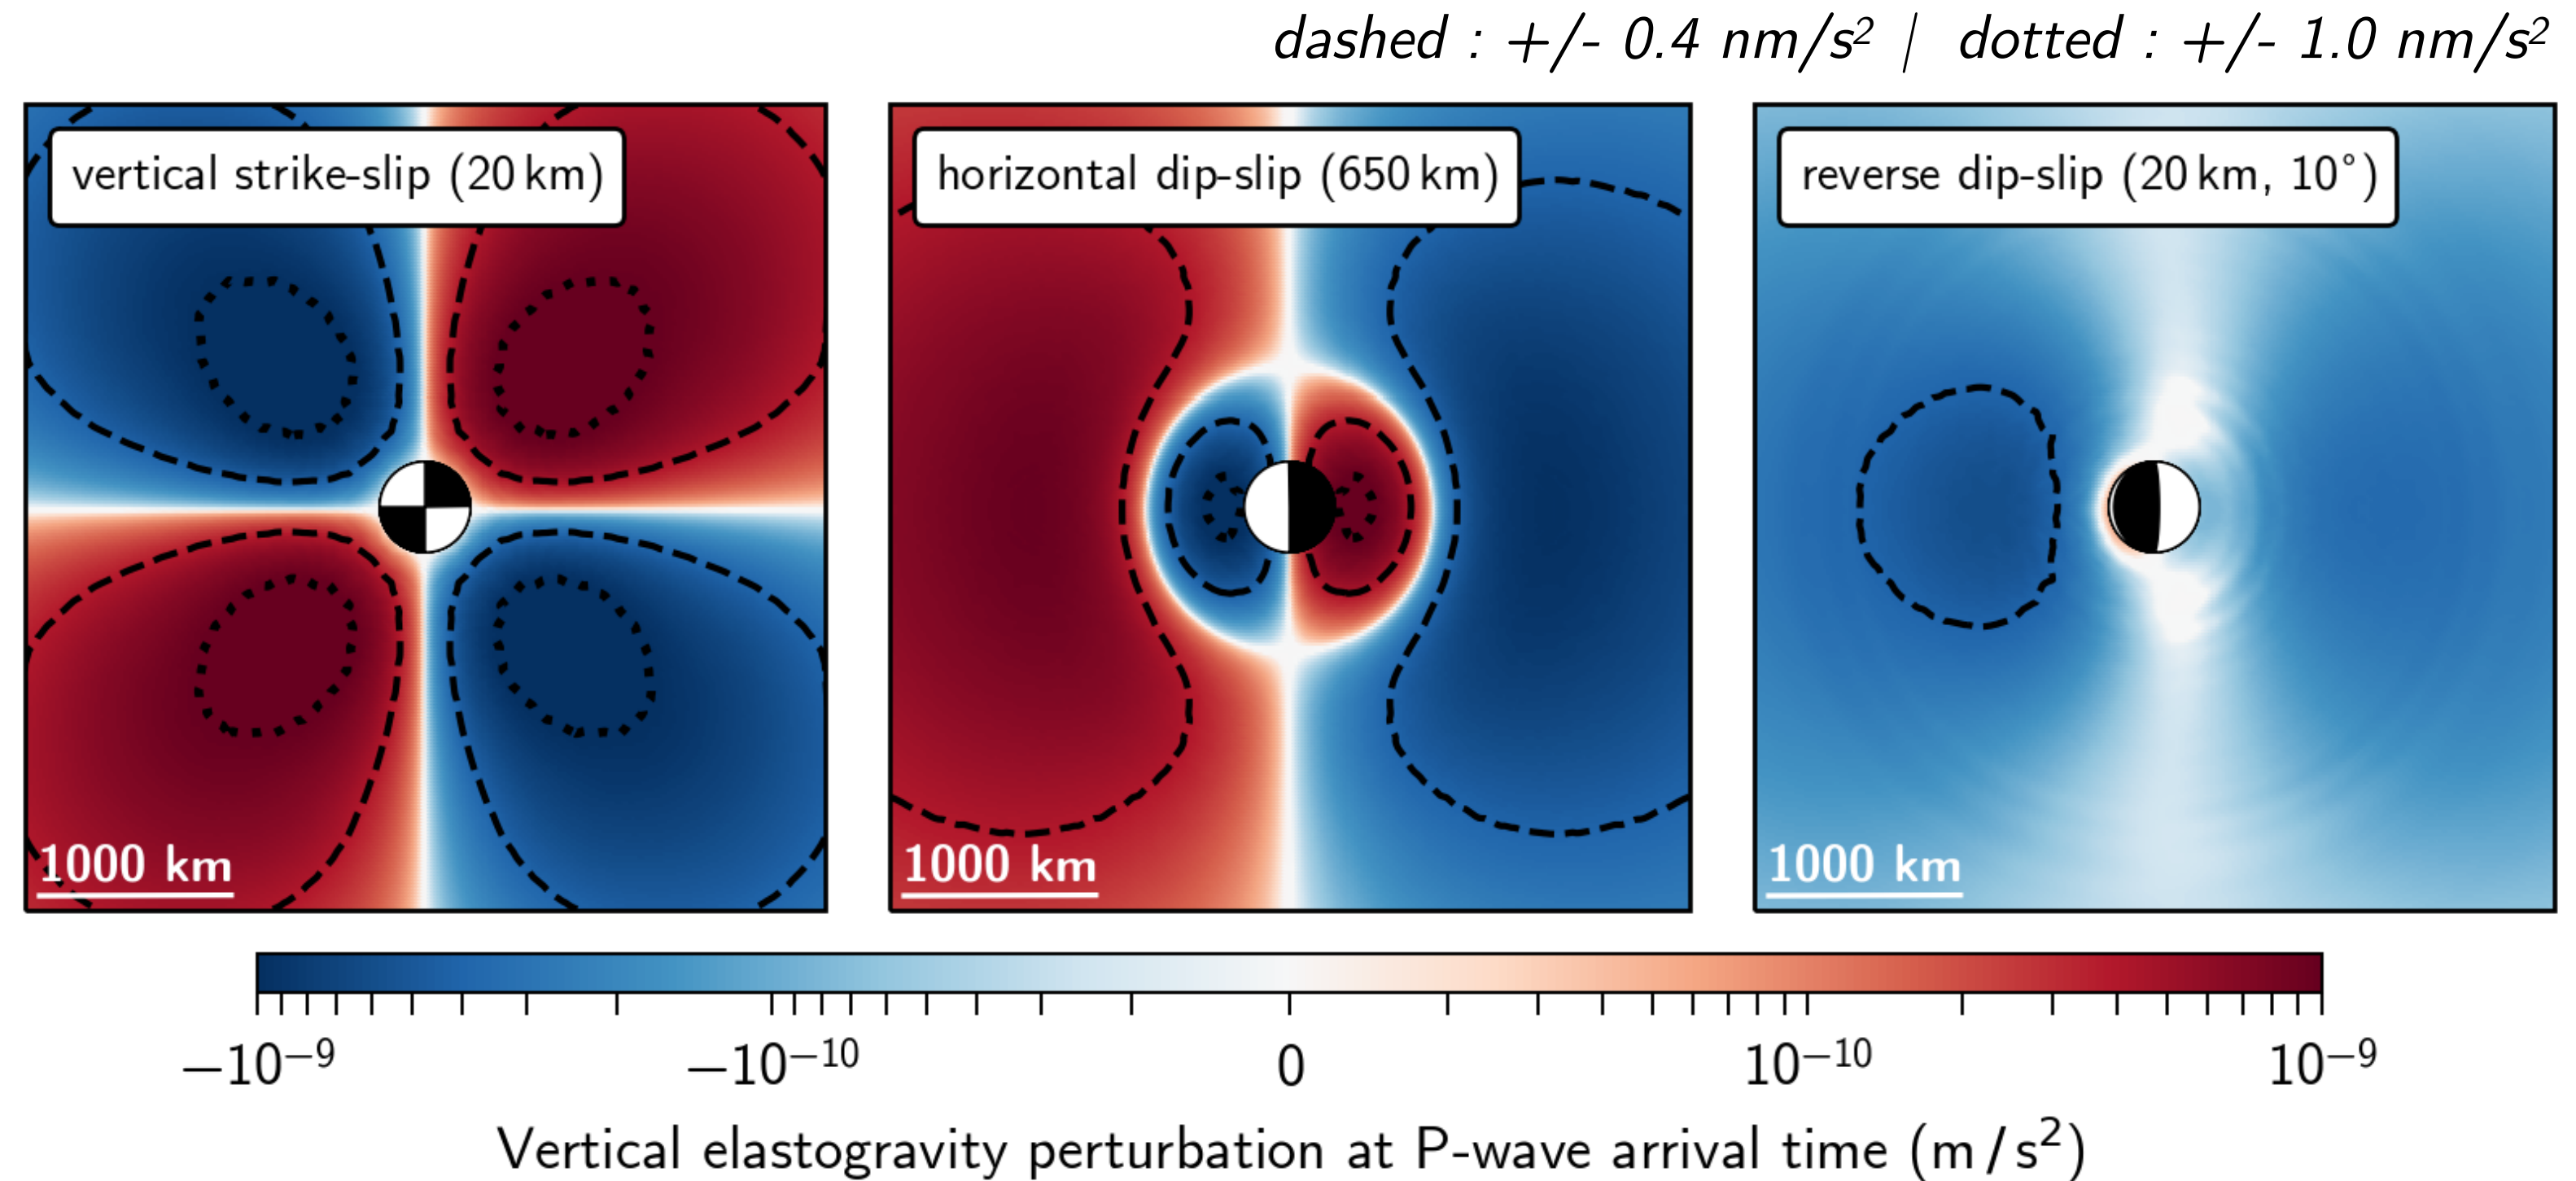 dashed : +/- 0.4 nm/s² | dotted : +/- 1.0 nm/s²
vertical strike-slip (20 km)
horizontal dip-slip (650 km)
reverse dip-slip (20 km, 10°)
1000 km
1000 km
1000 km
−10⁻⁹
−10⁻¹⁰
0
10⁻¹⁰
10⁻⁹
Vertical elastogravity perturbation at P-wave arrival time (m/s²)